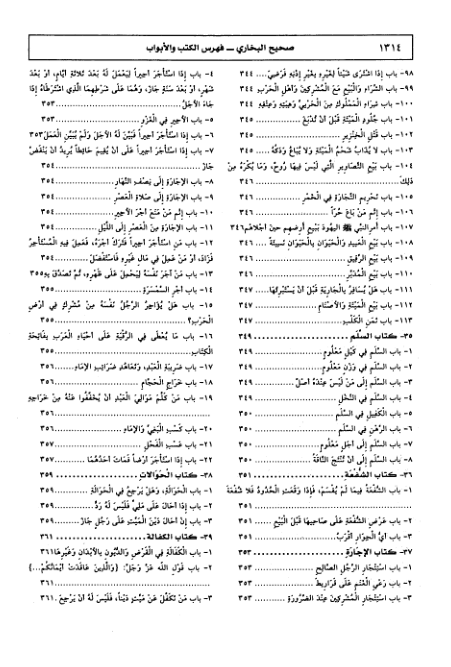 ١٣١٤
صحيح البخاري ــ فهرس الكتب والأبواب
٩٨- باب إذا اشترى شيئاً لغيره بغير إذنه فرضي.... ٣٤٤
٩٩- باب الشراء والبيع مع المشركين وأهل الحرب ٣٤٤
١٠٠- باب شراء المملوك من الحربي وهبته وعتقه ٣٤٤
١٠١- باب جلود الميتة قبل أن تدبغ ٣٤٥
١٠٢- باب قتل الخنزير ٣٤٥
١٠٣- باب لا يذاب شحم الميتة ولا يباع ودكه ٣٤٥
١٠٤- باب بيع التصاوير التي ليس فيها روح، وما يكره من
ذلك ٣٤٥
١٠٥- باب تحريم التجارة في الخمر ٣٤٦
١٠٦- باب إثم من باع حراً ٣٤٦
١٠٧- باب أمر النبي ﷺ اليهود ببيع أرضهم حين أجلاهم ٣٤٦
١٠٨- باب بيع العبيد والحيوان بالحيوان نسيئة ٣٤٦
١٠٩- باب بيع الرقيق ٣٤٦
١١٠- باب بيع المدبر ٣٤٦
١١١- باب هل يسافر بالجارية قبل أن يستبرئها ٣٤٧
١١٢- باب بيع الميتة والأصنام ٣٤٧
١١٣- باب ثمن الكلب ٣٤٧
٣٥- كتاب السلم ٣٤٩
١- باب السلم في كيل معلوم ٣٤٩
٢- باب السلم في وزن معلوم ٣٤٩
٣- باب السلم إلى من ليس عنده أصل ٣٤٩
٤- باب السلم في النخل ٣٤٩
٥- باب الكفيل في السلم ٣٥٠
٦- باب الرهن في السلم ٣٥٠
٧- باب السلم إلى أجل معلوم ٣٥٠
٨- باب السلم إلى أن تنتج الناقة ٣٥٠
٣٦- كتاب الشفعة ٣٥١
١- باب الشفعة فيما لم يقسم، فإذا وقعت الحدود فلا شفعة
٣٥١
٢- باب عرض الشفعة على صاحبها قبل البيع ٣٥١
٣- باب أي الجوار أقرب ٣٥١
٣٧- كتاب الإجارة ٣٥٣
١- باب استئجار الرجل الصالح ٣٥٣
٢- باب رعي الغنم على قراريط ٣٥٣
٣- باب استئجار المشركين عند الضرورة ٣٥٣
٤- باب إذا استأجر أجيراً ليعمل له بعد ثلاثة أيام، أو بعد
شهر، أو بعد سنة جاز، وهما على شرطهما الذي اشترطاه إذا
جاء الأجل ٣٥٣
٥- باب الأجير في الغزو ٣٥٣
٦- باب إذا استأجر أجيراً فبين له الأجل ولم يبين العمل ٣٥٣
٧- باب إذا استأجر أجيراً على أن يقيم حائطاً يريد أن ينقض
جاز ٣٥٤
٨- باب الإجارة إلى نصف النهار ٣٥٤
٩- باب الإجارة إلى صلاة العصر ٣٥٤
١٠- باب إثم من منع أجر الأجير ٣٥٤
١١- باب الإجارة من العصر إلى الليل ٣٥٤
١٢- باب من استأجر أجيراً فترك أجره، فعمل فيه المستأجر
فزاد، أو من عمل في مال غيره فاستفضل ٣٥٤
١٣- باب من آجر نفسه ليحمل على ظهره، ثم تصدق به ٣٥٥
١٤- باب أجر السمسرة ٣٥٥
١٥- باب هل يؤاجر الرجل نفسه من مشرك في أرض
الحرب؟ ٣٥٥
١٦- باب ما يعطى في الرقية على أحياء العرب بفاتحة
الكتاب ٣٥٥
١٧- باب ضريبة العبد، وتعاهد ضرائب الإماء ٣٥٦
١٨- باب خراج الحجام ٣٥٦
١٩- باب من كلم موالي العبد أن يخففوا عنه من خراجه
٣٥٦
٢٠- باب كسب البغي والإماء ٣٥٦
٢١- باب عسب الفحل ٣٥٧
٢٢- باب إذا استأجر أرضاً فمات أحدهما ٣٥٧
٣٨- كتاب الحوالات ٣٥٩
١- باب الحوالة، وهل يرجع في الحوالة ٣٥٩
٢- باب إذا أحال على ملي فليس له رد ٣٥٩
٣- باب إن أحال دين الميت على رجل جاز ٣٥٩
٣٩- كتاب الكفالة ٣٦١
١- باب الكفالة في القرض والديون بالأبدان وغيرها ٣٦١
٢- باب قول الله عز وجل: {والذين عاقدت أيمانكم...}
٣٦١
٣- باب من تكفل عن ميت ديناً، فليس له أن يرجع ٣٦١